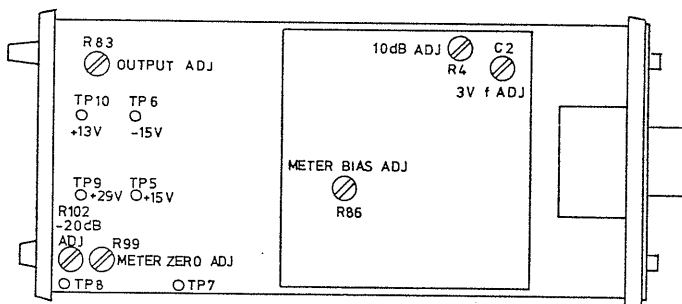 R83
OUTPUT ADJ
TP10 TP6
+13V -15V
TP9 TP5
+29V +15V
R102
-20dB
ADJ
R99
METER ZERO ADJ
TP8 TP7
10dB ADJ C2
R4
3V f ADJ
METER BIAS ADJ
R86